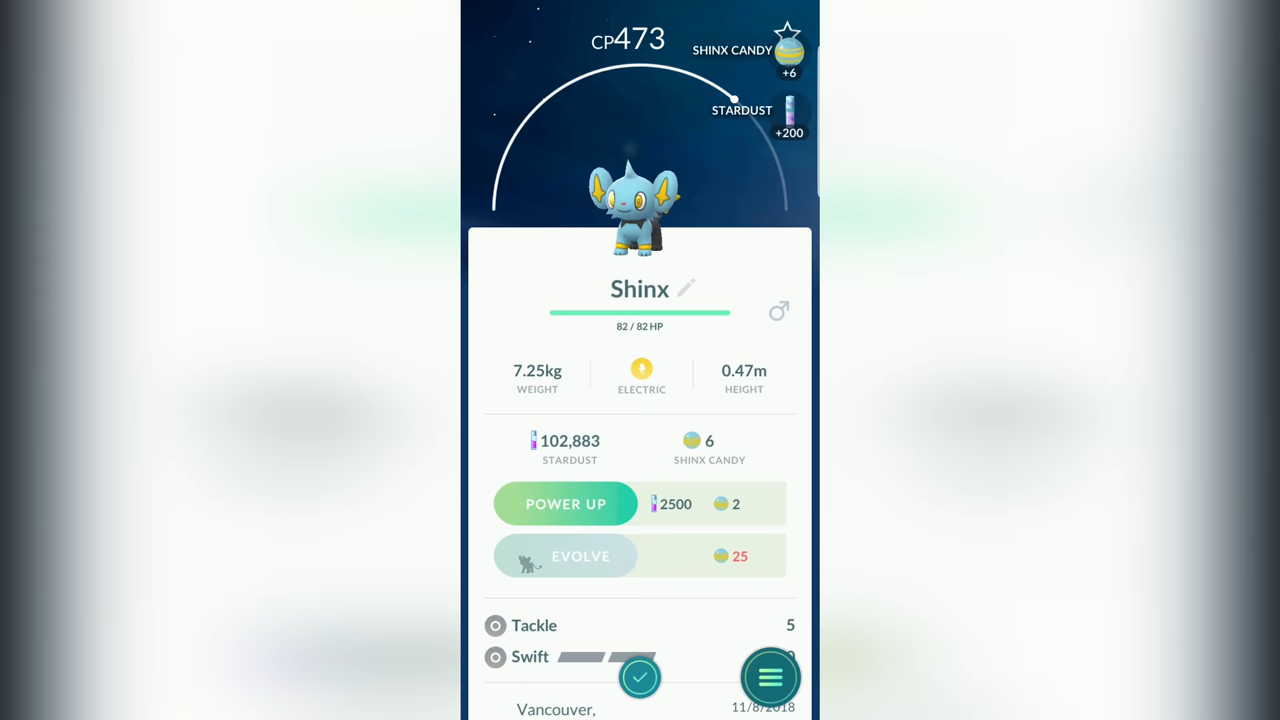 CP473
SHINX CANDY
+6
STARDUST
+200
Shinx
82 / 82 HP
7.25kg
WEIGHT
ELECTRIC
0.47m
HEIGHT
102,883
STARDUST
6
SHINX CANDY
POWER UP
2500
2
EVOLVE
25
Tackle
5
Swift
Vancouver,
11/8/2018